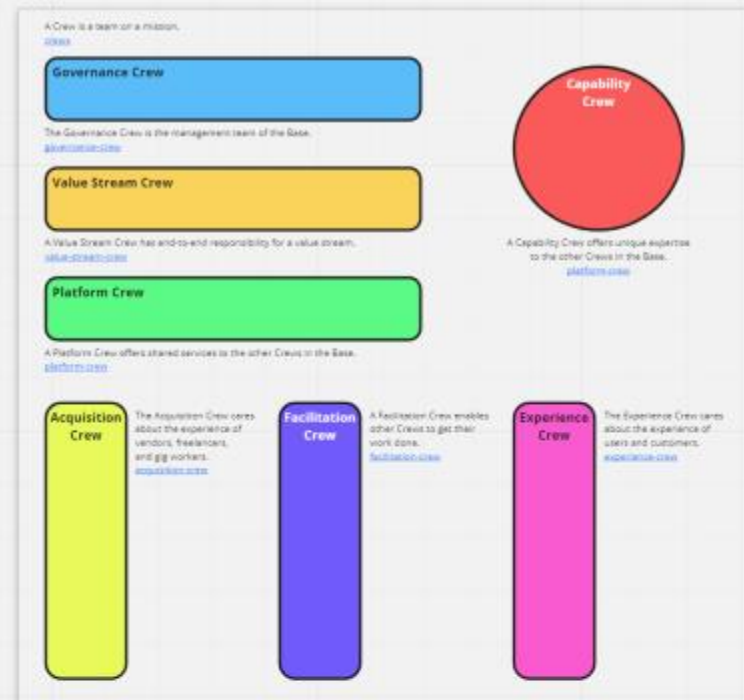 A Crew is a team on a mission.
crews
Governance Crew
The Governance Crew is the management team of the Base.
governance-crew
Value Stream Crew
A Value Stream Crew has end-to-end responsibility for a value stream.
value-stream-crew
Platform Crew
A Platform Crew offers shared services to the other Crews in the Base.
platform-crew
Capability
Crew
A Capability Crew offers unique expertise
to the other Crews in the Base.
platform-crew
Acquisition
Crew
The Acquisition Crew cares
about the experience of
vendors, freelancers,
and gig workers.
acquisition-crew
Facilitation
Crew
A Facilitation Crew enables
other Crews to get their
work done.
facilitation-crew
Experience
Crew
The Experience Crew cares
about the experience of
users and customers.
experience-crew